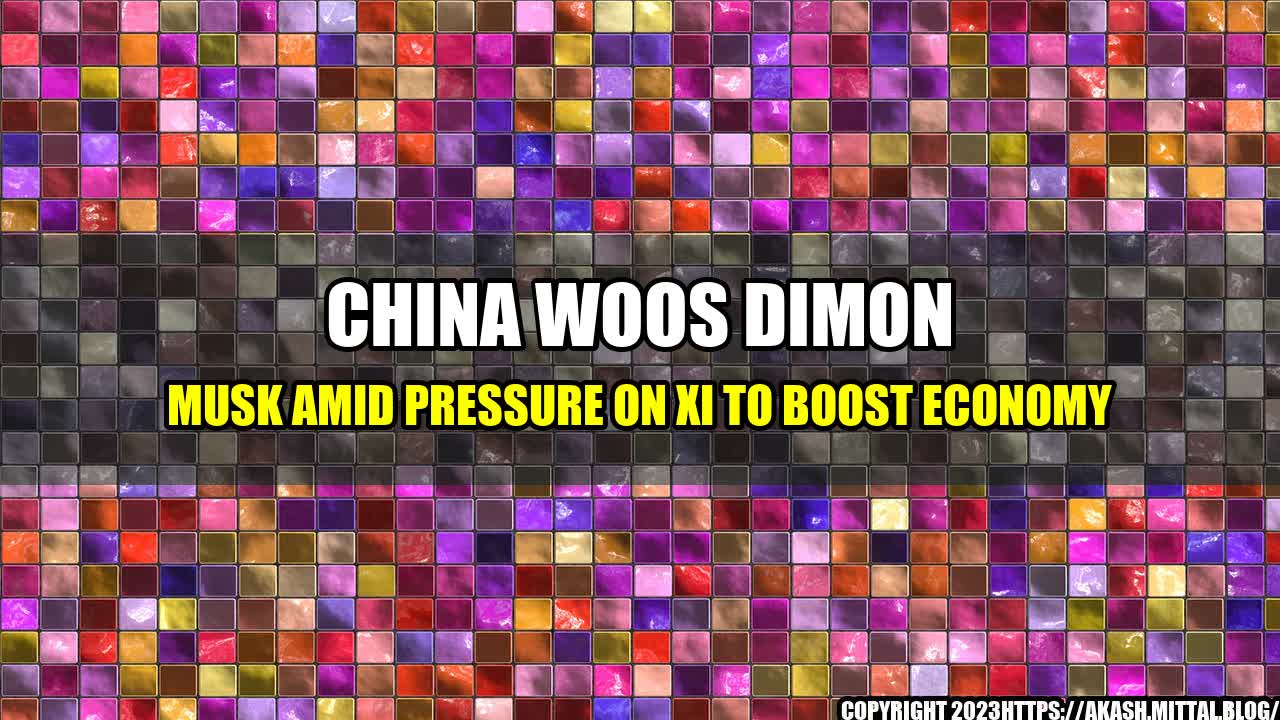 CHINA WOOS DIMON
MUSK AMID PRESSURE ON XI TO BOOST ECONOMY
COPYRIGHT 2023HTTPS://AKASH.MITTAL.BLOG/